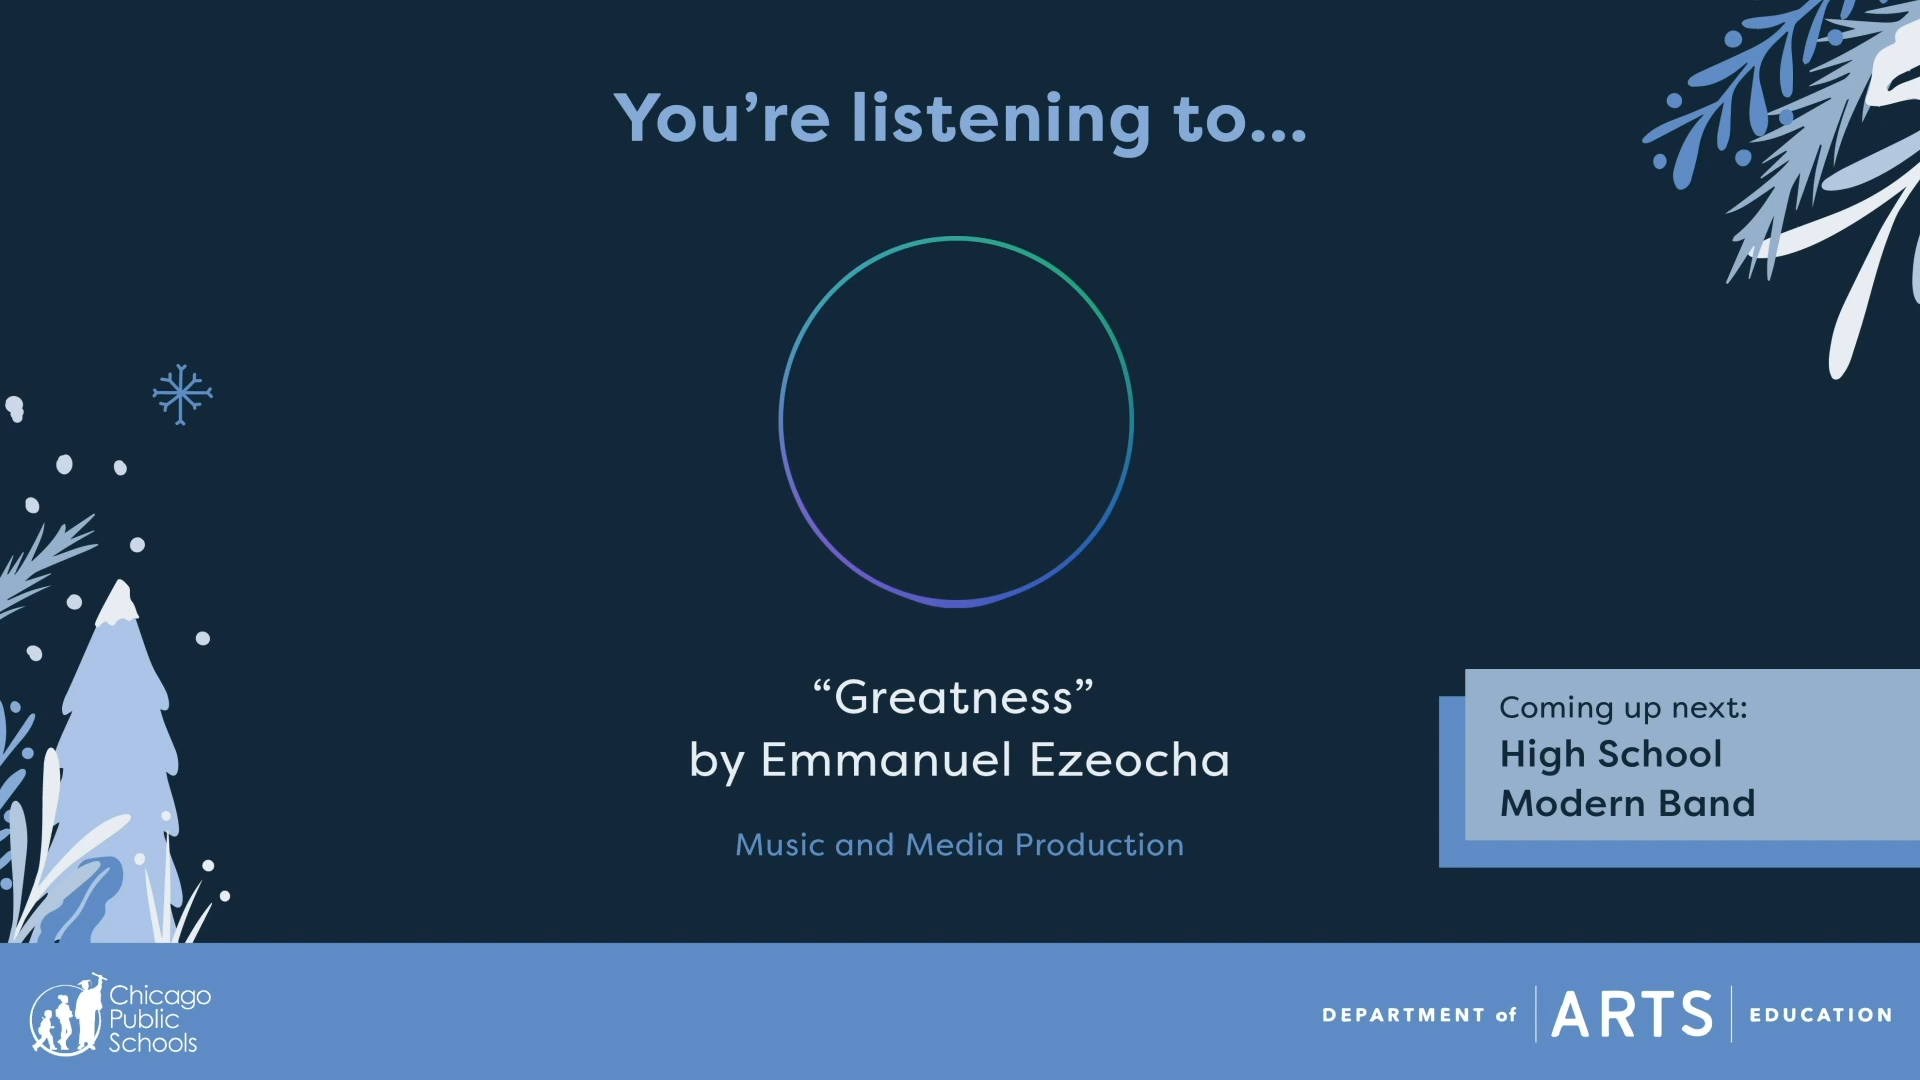 You’re listening to...
“Greatness”
by Emmanuel Ezeocha
Music and Media Production
Coming up next:
High School
Modern Band
Chicago
Public
Schools
DEPARTMENT of ARTS EDUCATION